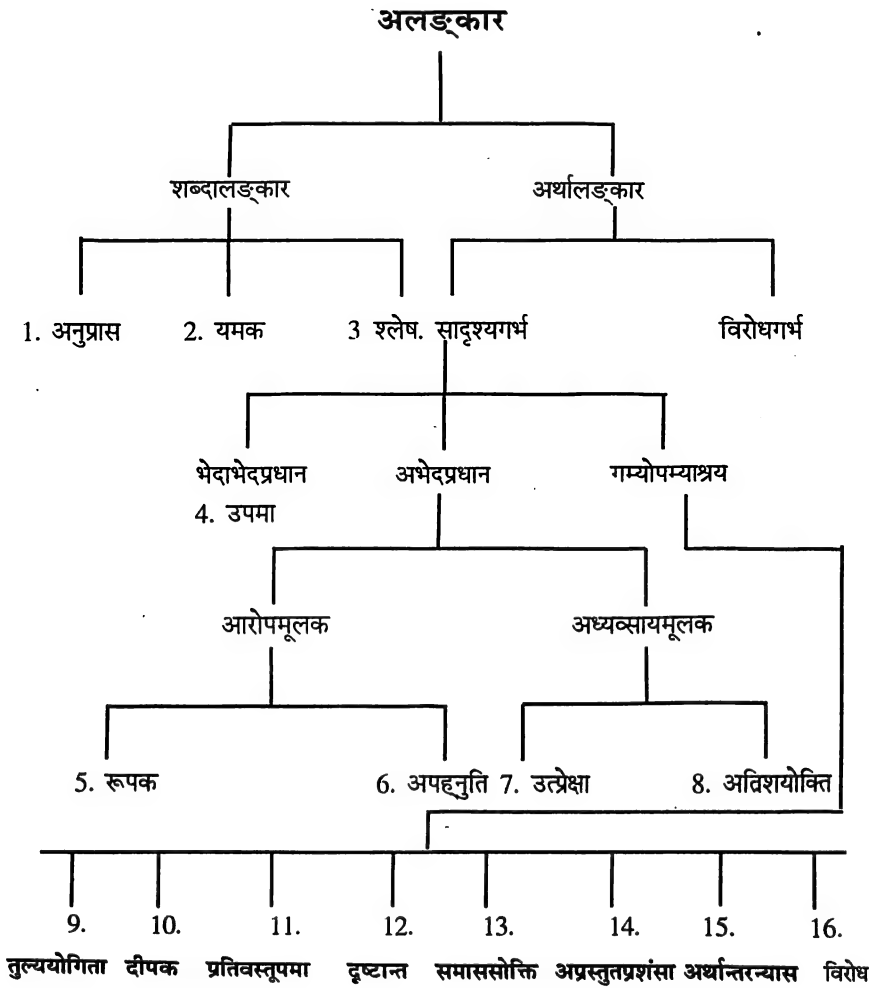 अलङ्कार
शब्दालङ्कार अर्थालङ्कार
1. अनुप्रास 2. यमक 3 श्लेष. सादृश्यगर्भ विरोधगर्भ
भेदाभेदप्रधान अभेदप्रधान गम्योपम्याश्रय
4. उपमा
आरोपमूलक अध्यव्सायमूलक
5. रूपक 6. अपह्नुति 7. उत्प्रेक्षा 8. अतिशयोक्ति
9. 10. 11. 12. 13. 14. 15. 16.
तुल्ययोगिता दीपक प्रतिवस्तूपमा दृष्टान्त समाससोक्ति अप्रस्तुतप्रशंसा अर्थान्तरन्यास विरोध